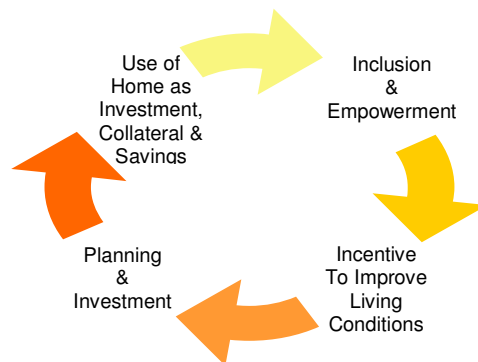 Use of
Home as
Investment,
Collateral &
Savings
Inclusion
&
Empowerment
Incentive
To Improve
Living
Conditions
Planning
&
Investment